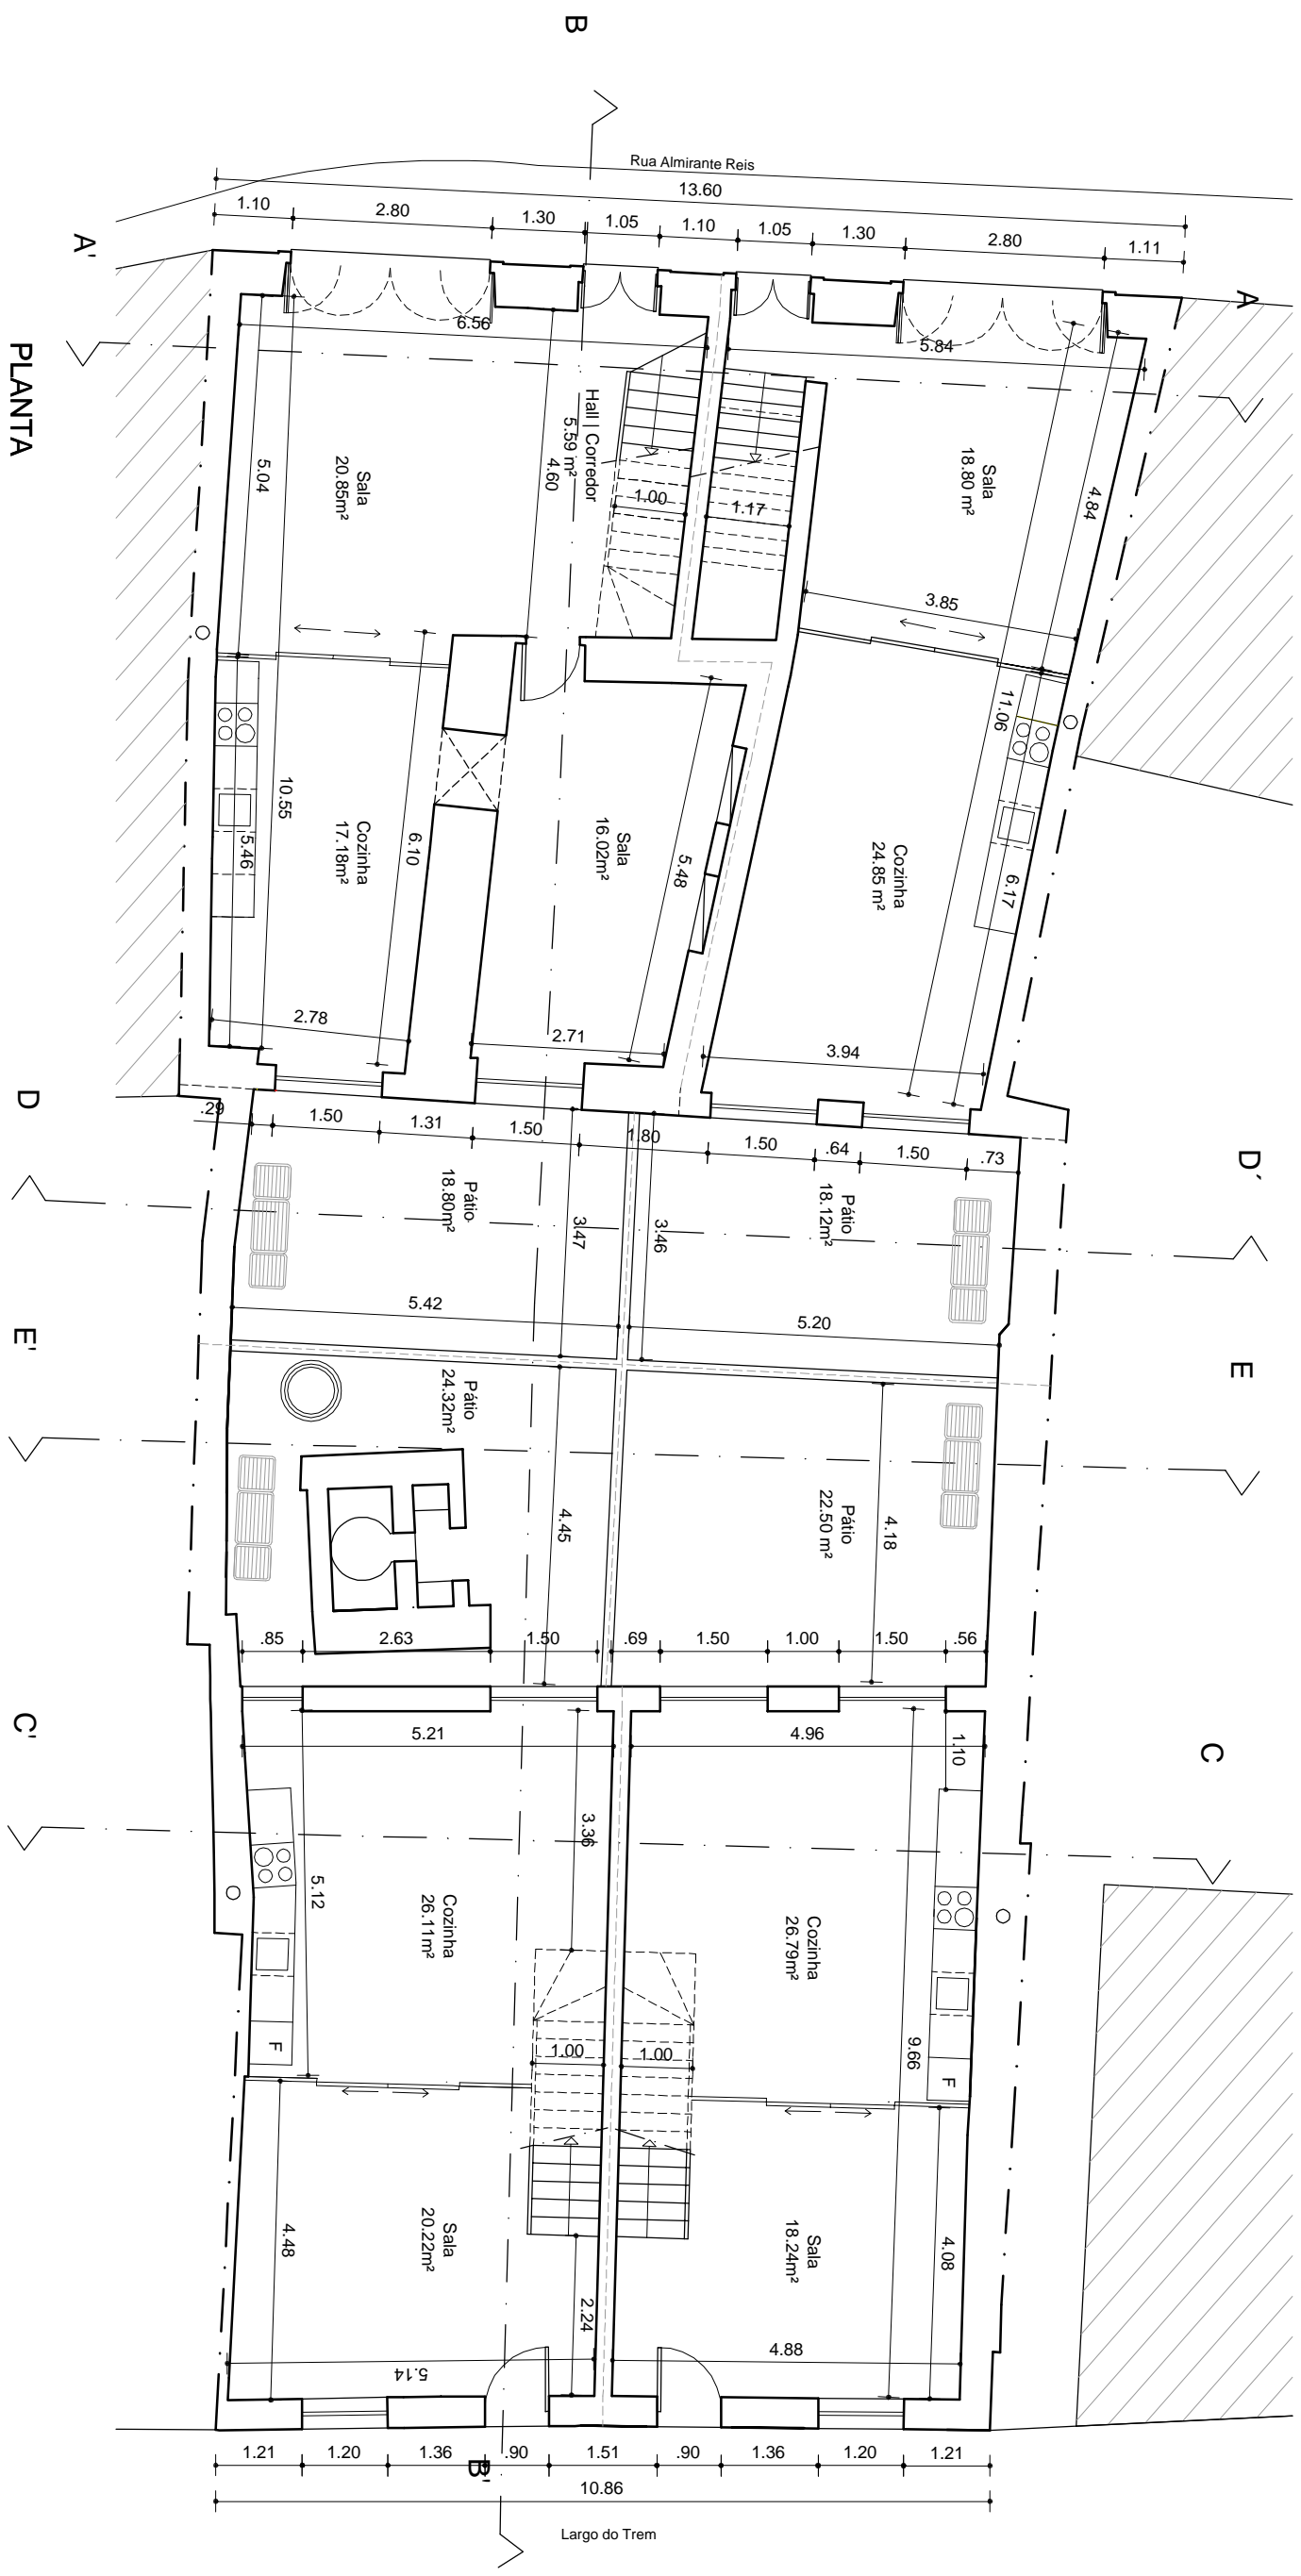 B
Rua Almirante Reis
13.60
1.10
2.80
1.30
1.05
1.10
1.05
1.30
2.80
1.11
A'
A
PLANTA
6.56
5.84
5.04
Sala
20.85m²
4.60
Hall | Corredor
5.59 m²
1.00
1.17
Sala
18.80 m²
4.84
3.85
11.06
10.55
5.46
Cozinha
17.18m²
6.10
Sala
16.02m²
5.48
Cozinha
24.85 m²
6.17
2.78
2.71
3.94
D
D'
.29
1.50
1.31
1.50
1.80
1.50
.64
1.50
.73
Pátio
18.80m²
3.47
3.46
Pátio
18.12m²
5.42
5.20
E'
E
Pátio
24.32m²
4.45
Pátio
22.50 m²
4.18
.85
2.63
1.50
.69
1.50
1.00
1.50
.56
C'
C
5.21
4.96
1.10
3.36
5.12
Cozinha
26.11m²
Cozinha
26.79m²
F
1.00
1.00
9.66
F
4.48
Sala
20.22m²
Sala
18.24m²
4.08
2.24
5.14
4.88
1.21
1.20
1.36
.90
1.51
.90
1.36
1.20
1.21
B'
10.86
Largo do Trem